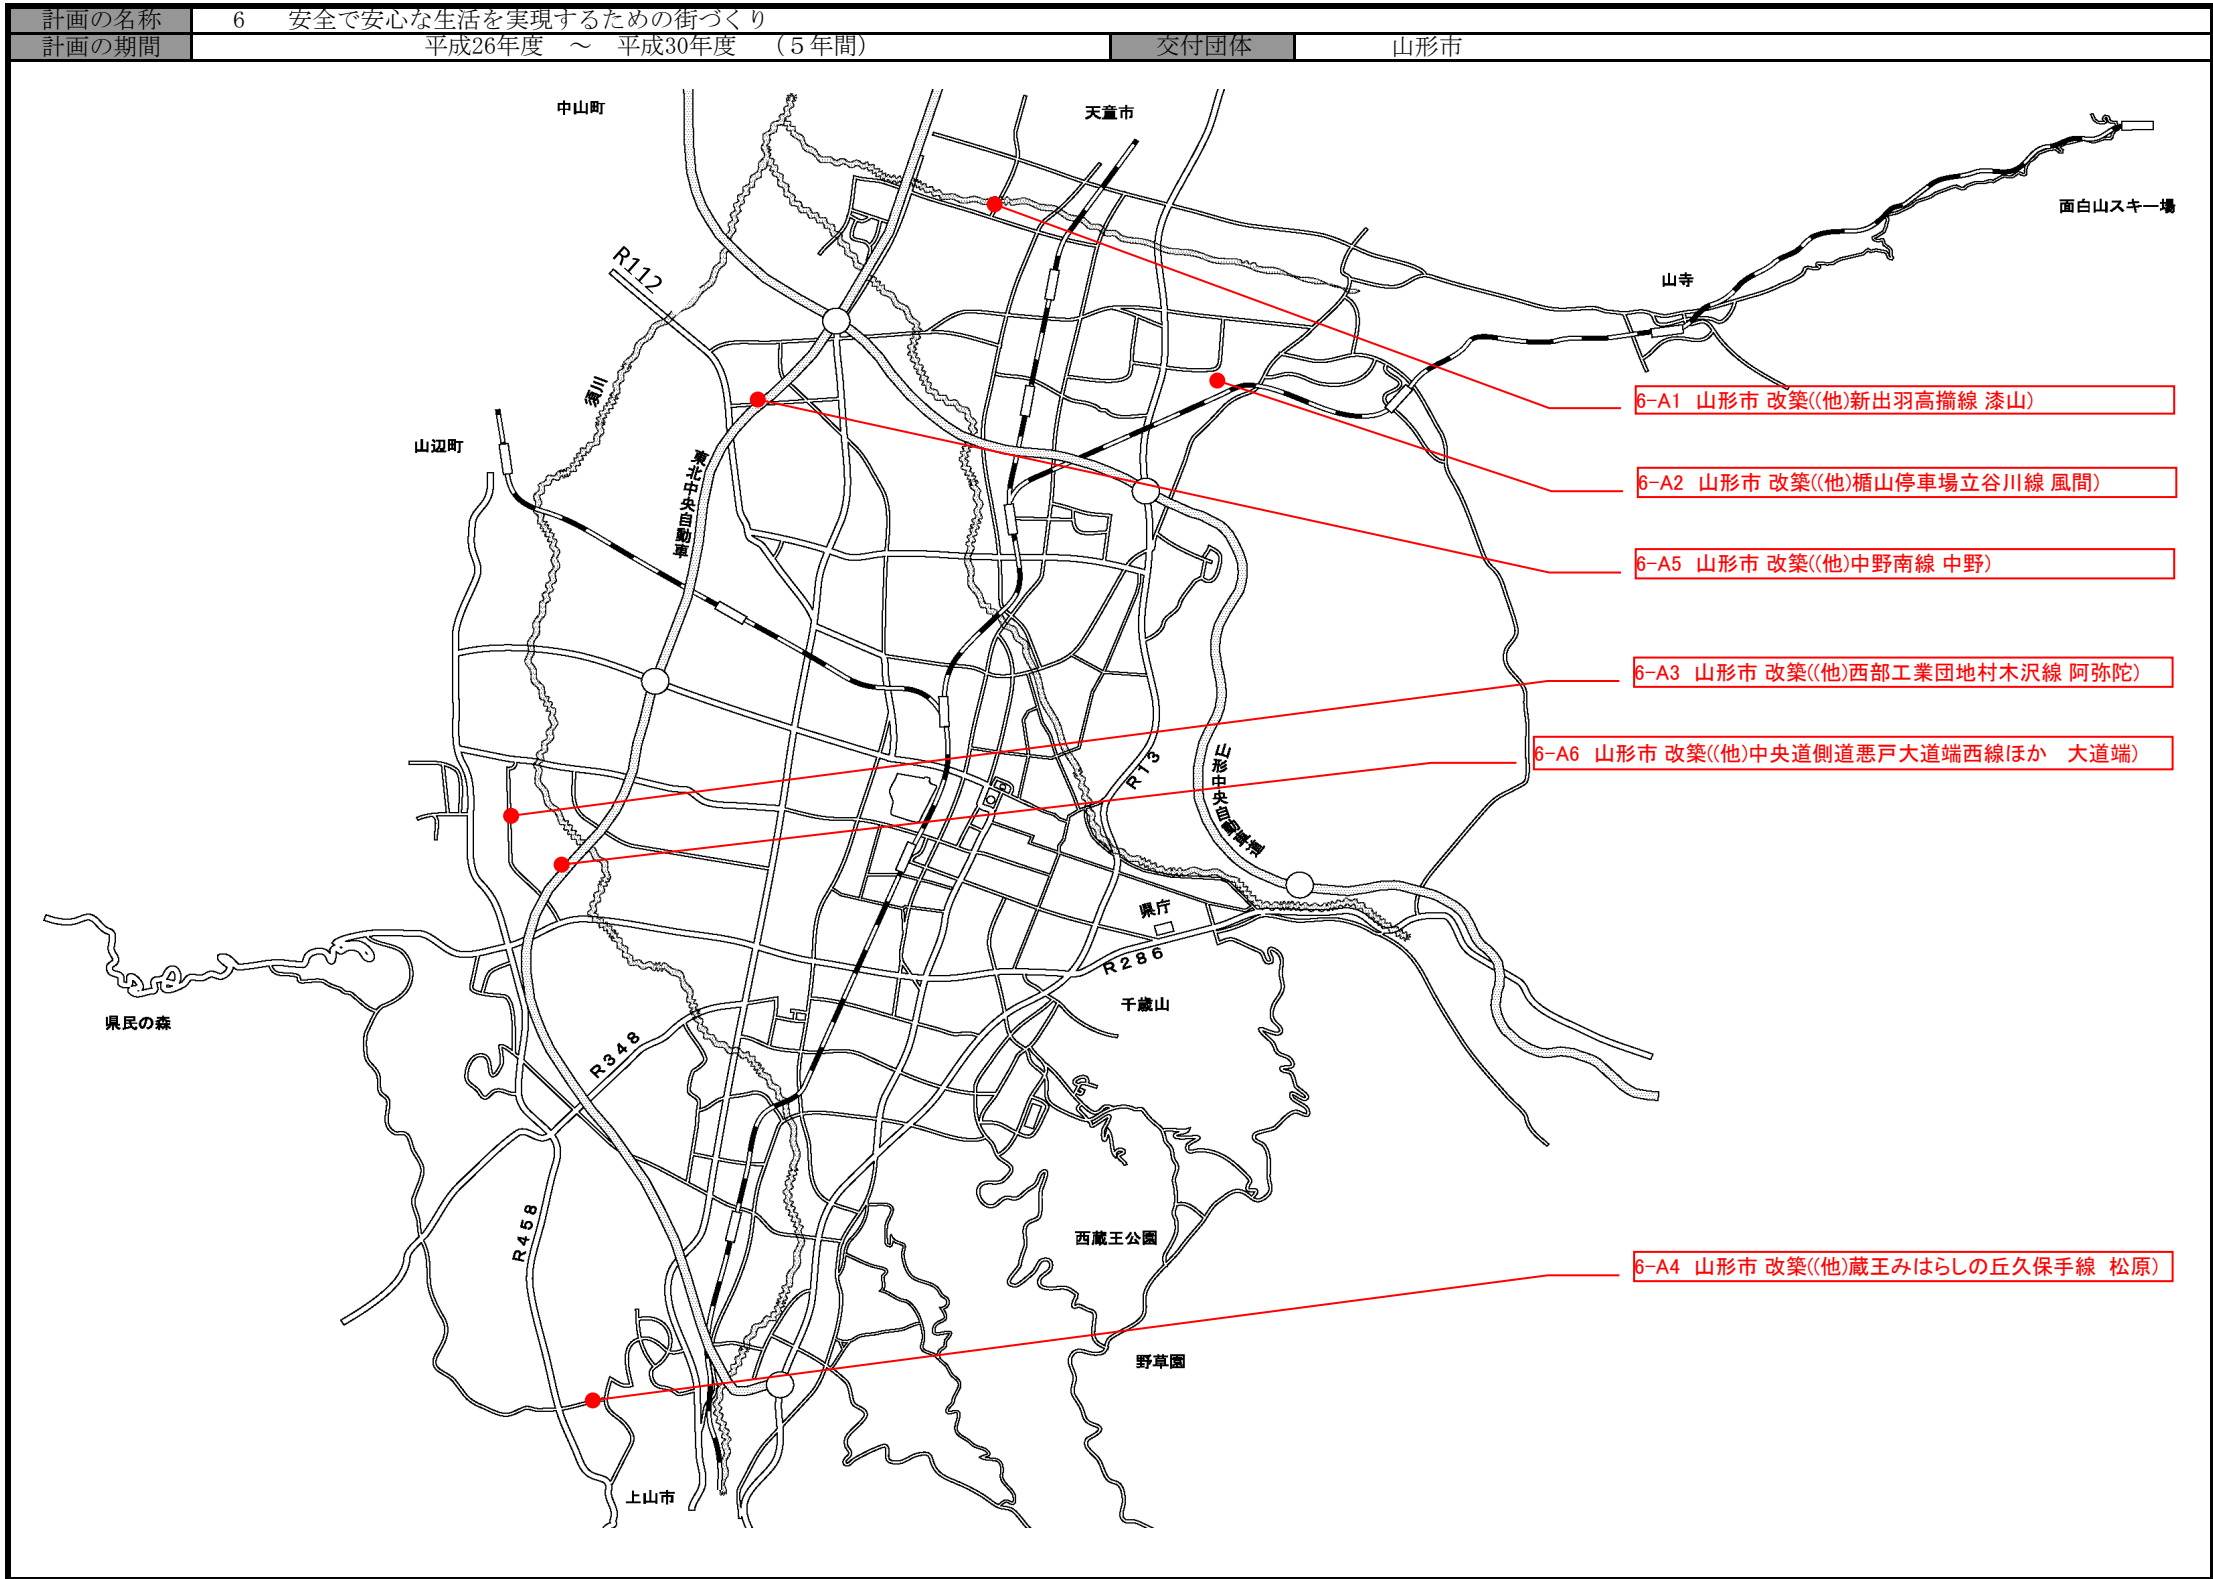 計画の名称 6 安全で安心な生活を実現するための街づくり
計画の期間 平成26年度 ～ 平成30年度 （５年間） 交付団体 山形市
中山町
天童市
面白山スキー場
R112
山寺
須川
6-A1 山形市 改築((他)新出羽高擶線 漆山)
山辺町
東北中央自動車
6-A2 山形市 改築((他)楯山停車場立谷川線 風間)
6-A5 山形市 改築((他)中野南線 中野)
6-A3 山形市 改築((他)西部工業団地村木沢線 阿弥陀)
R13
山形中央自動車道
6-A6 山形市 改築((他)中央道側道悪戸大道端西線ほか 大道端)
県庁
R286
千歳山
県民の森
R348
R458
西蔵王公園
6-A4 山形市 改築((他)蔵王みはらしの丘久保手線 松原)
野草園
上山市